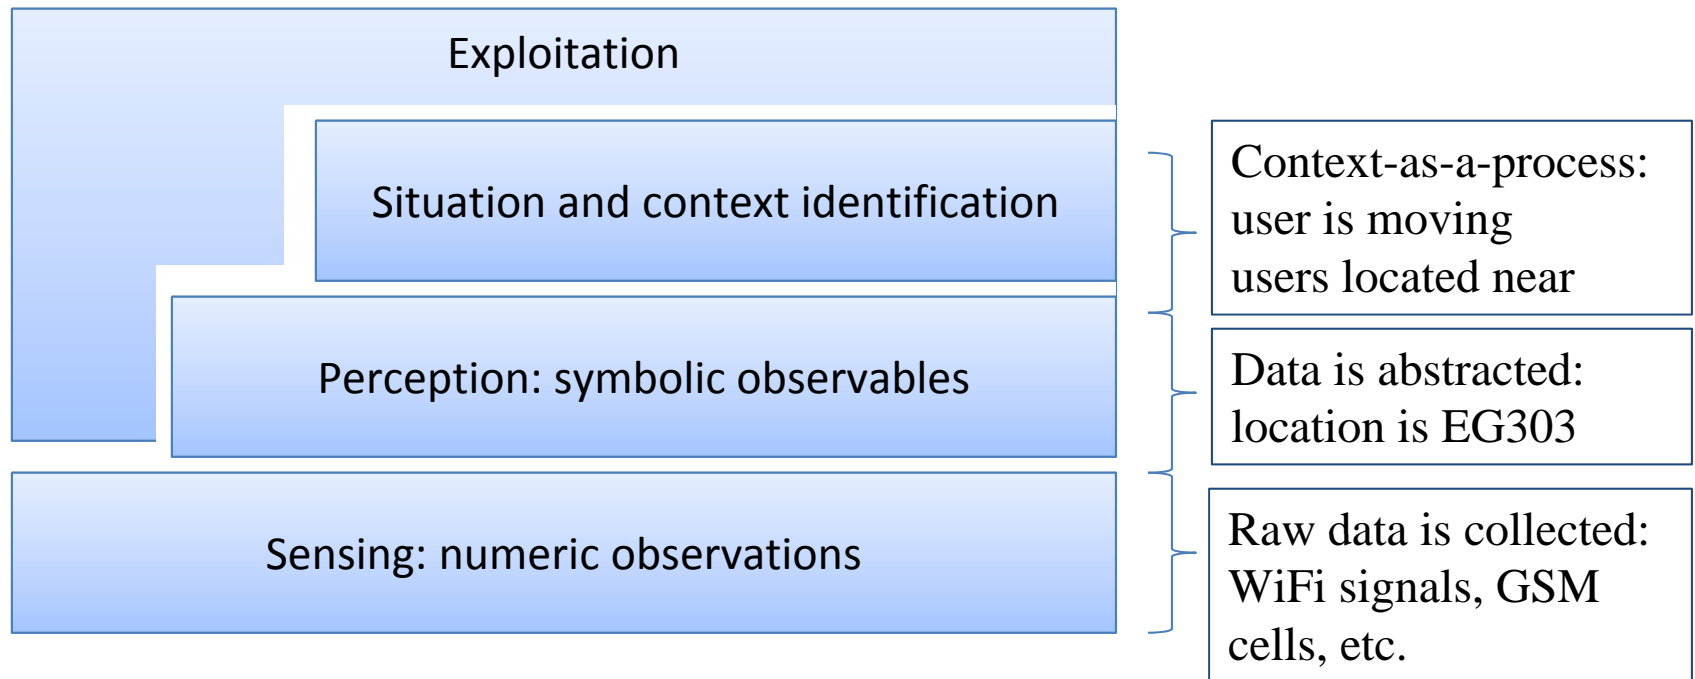 Exploitation
Situation and context identification
Context-as-a-process:
user is moving
users located near
Perception: symbolic observables
Data is abstracted:
location is EG303
Sensing: numeric observations
Raw data is collected:
WiFi signals, GSM
cells, etc.